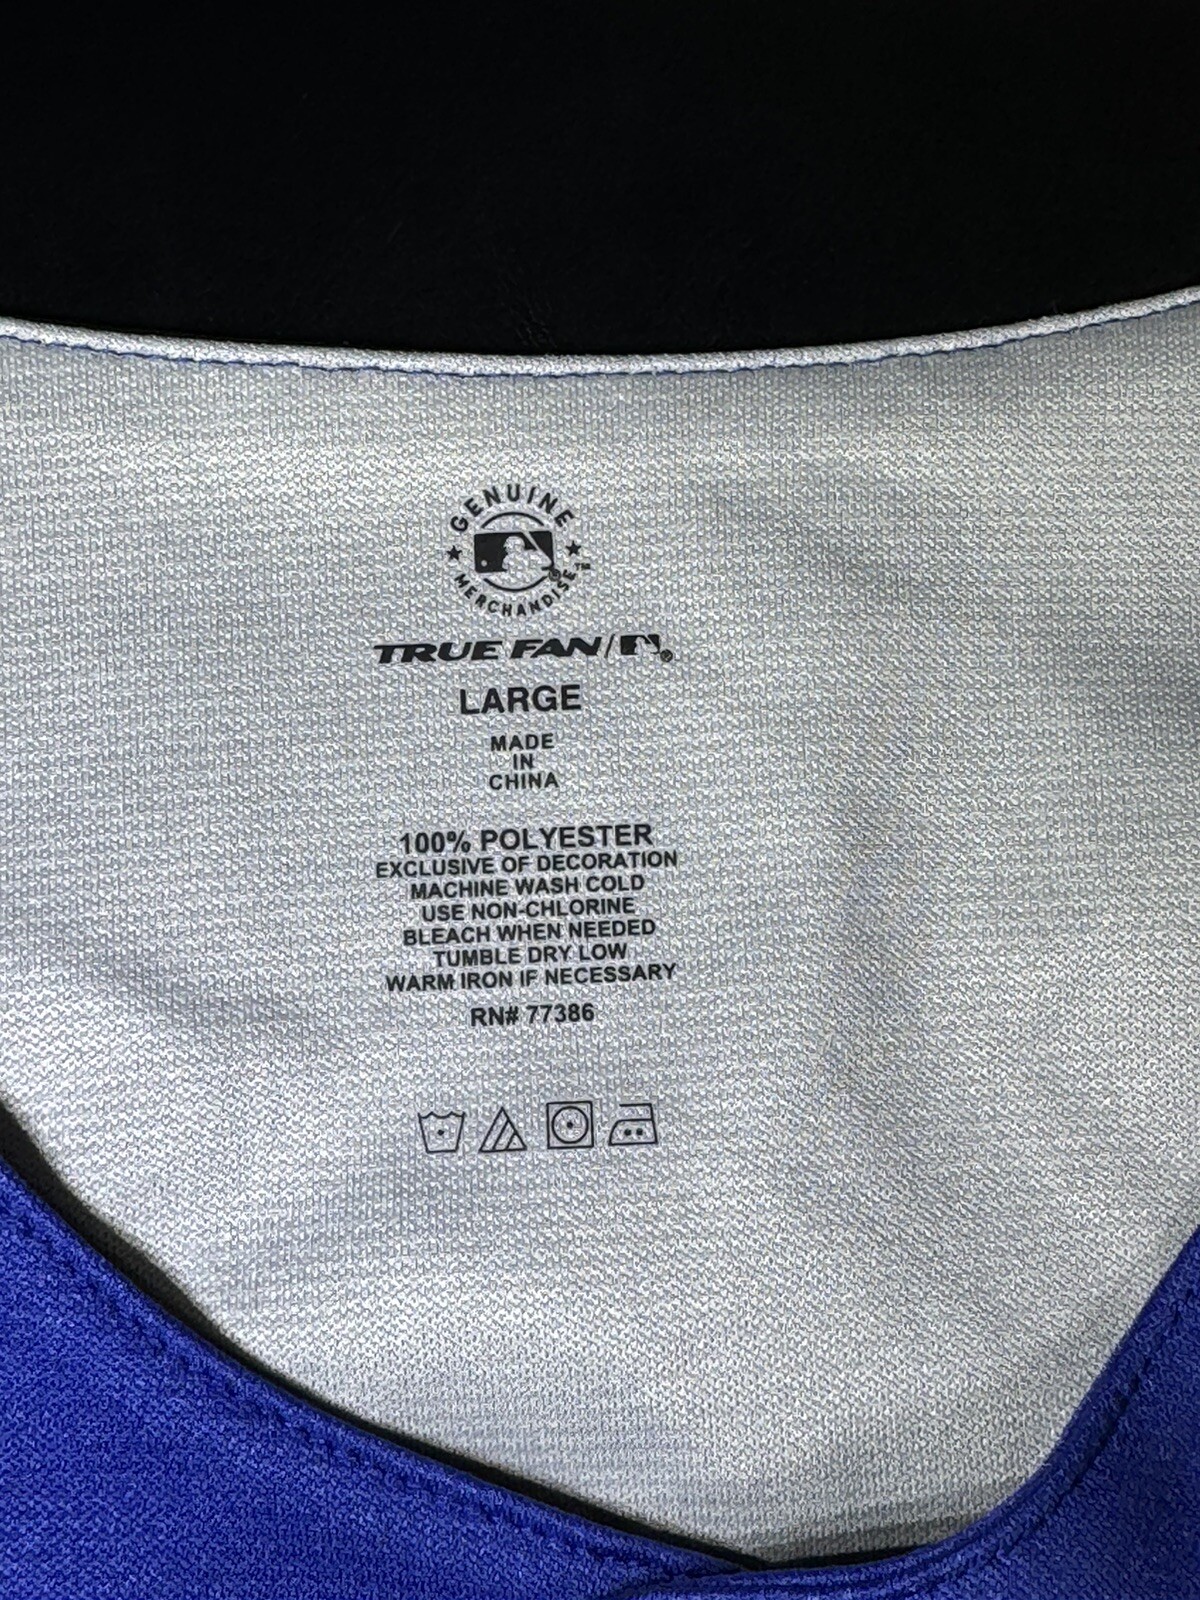 GENUINE
MERCHANDISE™
TRUE FAN/
LARGE
MADE
IN
CHINA
100% POLYESTER
EXCLUSIVE OF DECORATION
MACHINE WASH COLD
USE NON-CHLORINE
BLEACH WHEN NEEDED
TUMBLE DRY LOW
WARM IRON IF NECESSARY
RN# 77386